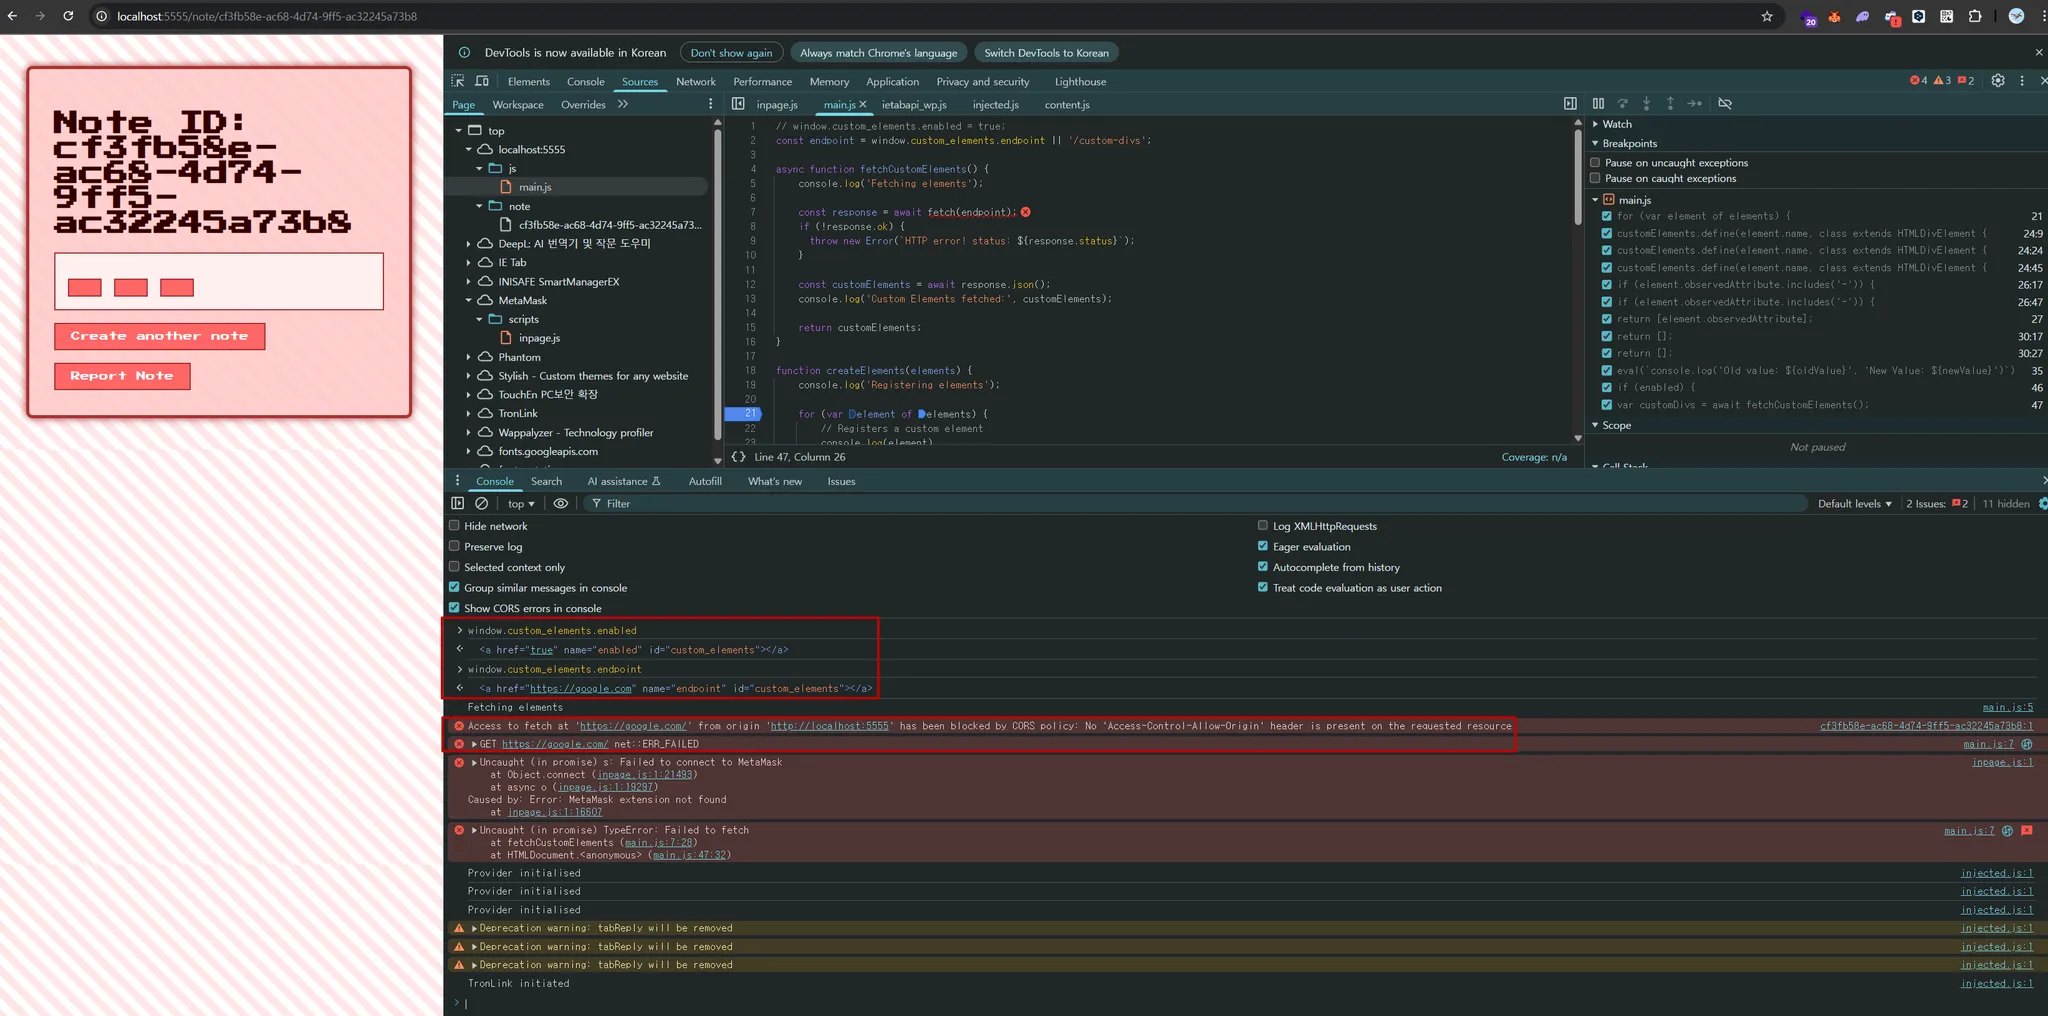 localhost:5555/note/cf3fb58e-ac68-4d74-9ff5-ac32245a73b8
20
Note ID:
cf3fb58e-
ac68-4d74-
9ff5-
ac32245a73b8
Create another note
Report Note
DevTools is now available in Korean
Don't show again
Always match Chrome's language
Switch DevTools to Korean
Elements Console Sources Network Performance Memory Application Privacy and security Lighthouse
4 3 2
Page Workspace Overrides
inpage.js main.js ietabapi_wp.js injected.js content.js
top
localhost:5555
js
main.js
note
cf3fb58e-ac68-4d74-9ff5-ac32245a73...
DeepL: AI 번역기 및 작문 도우미
IE Tab
INISAFE SmartManagerEX
MetaMask
scripts
inpage.js
Phantom
Stylish - Custom themes for any website
TouchEn PC보안 확장
TronLink
Wappalyzer - Technology profiler
fonts.googleapis.com
1 // window.custom_elements.enabled = true;
2 const endpoint = window.custom_elements.endpoint || '/custom-divs';
3
4 async function fetchCustomElements() {
5 console.log('Fetching elements');
6
7 const response = await fetch(endpoint);
8 if (!response.ok) {
9 throw new Error(`HTTP error! status: ${response.status}`);
10 }
11
12 const customElements = await response.json();
13 console.log('Custom Elements fetched:', customElements);
14
15 return customElements;
16 }
17
18 function createElements(elements) {
19 console.log('Registering elements');
20
21 for (var element of elements) {
22 // Registers a custom element
23 console.log(element)
{} Line 47, Column 26
Coverage: n/a
Watch
Breakpoints
Pause on uncaught exceptions
Pause on caught exceptions
main.js
for (var element of elements) { 21
customElements.define(element.name, class extends HTMLDivElement { 24:9
customElements.define(element.name, class extends HTMLDivElement { 24:24
customElements.define(element.name, class extends HTMLDivElement { 24:45
if (element.observedAttribute.includes('-')) { 26:17
if (element.observedAttribute.includes('-')) { 26:47
return [element.observedAttribute]; 27
return []; 30:17
return []; 30:27
eval(`console.log('Old value: ${oldValue}', 'New Value: ${newValue}')`) 35
if (enabled) { 46
var customDivs = await fetchCustomElements(); 47
Scope
Not paused
Call Stack
Console Search AI assistance Autofill What's new Issues
top Filter Default levels 2 Issues: 2 11 hidden
Hide network
Preserve log
Selected context only
Group similar messages in console
Show CORS errors in console
Log XMLHttpRequests
Eager evaluation
Autocomplete from history
Treat code evaluation as user action
window.custom_elements.enabled
<a href="true" name="enabled" id="custom_elements"></a>
window.custom_elements.endpoint
<a href="https://google.com" name="endpoint" id="custom_elements"></a>
Fetching elements main.js:5
Access to fetch at 'https://google.com/' from origin 'http://localhost:5555' has been blocked by CORS policy: No 'Access-Control-Allow-Origin' header is present on the requested resource cf3fb58e-ac68-4d74-9ff5-ac32245a73b8:1
GET https://google.com/ net::ERR_FAILED main.js:7
Uncaught (in promise) s: Failed to connect to MetaMask inpage.js:1
at Object.connect (inpage.js:1:21493)
at async o (inpage.js:1:19297)
Caused by: Error: MetaMask extension not found
at inpage.js:1:16607
Uncaught (in promise) TypeError: Failed to fetch main.js:7
at fetchCustomElements (main.js:7:28)
at HTMLDocument.<anonymous> (main.js:47:32)
Provider initialised injected.js:1
Provider initialised injected.js:1
Provider initialised injected.js:1
Deprecation warning: tabReply will be removed injected.js:1
Deprecation warning: tabReply will be removed injected.js:1
Deprecation warning: tabReply will be removed injected.js:1
TronLink initiated injected.js:1